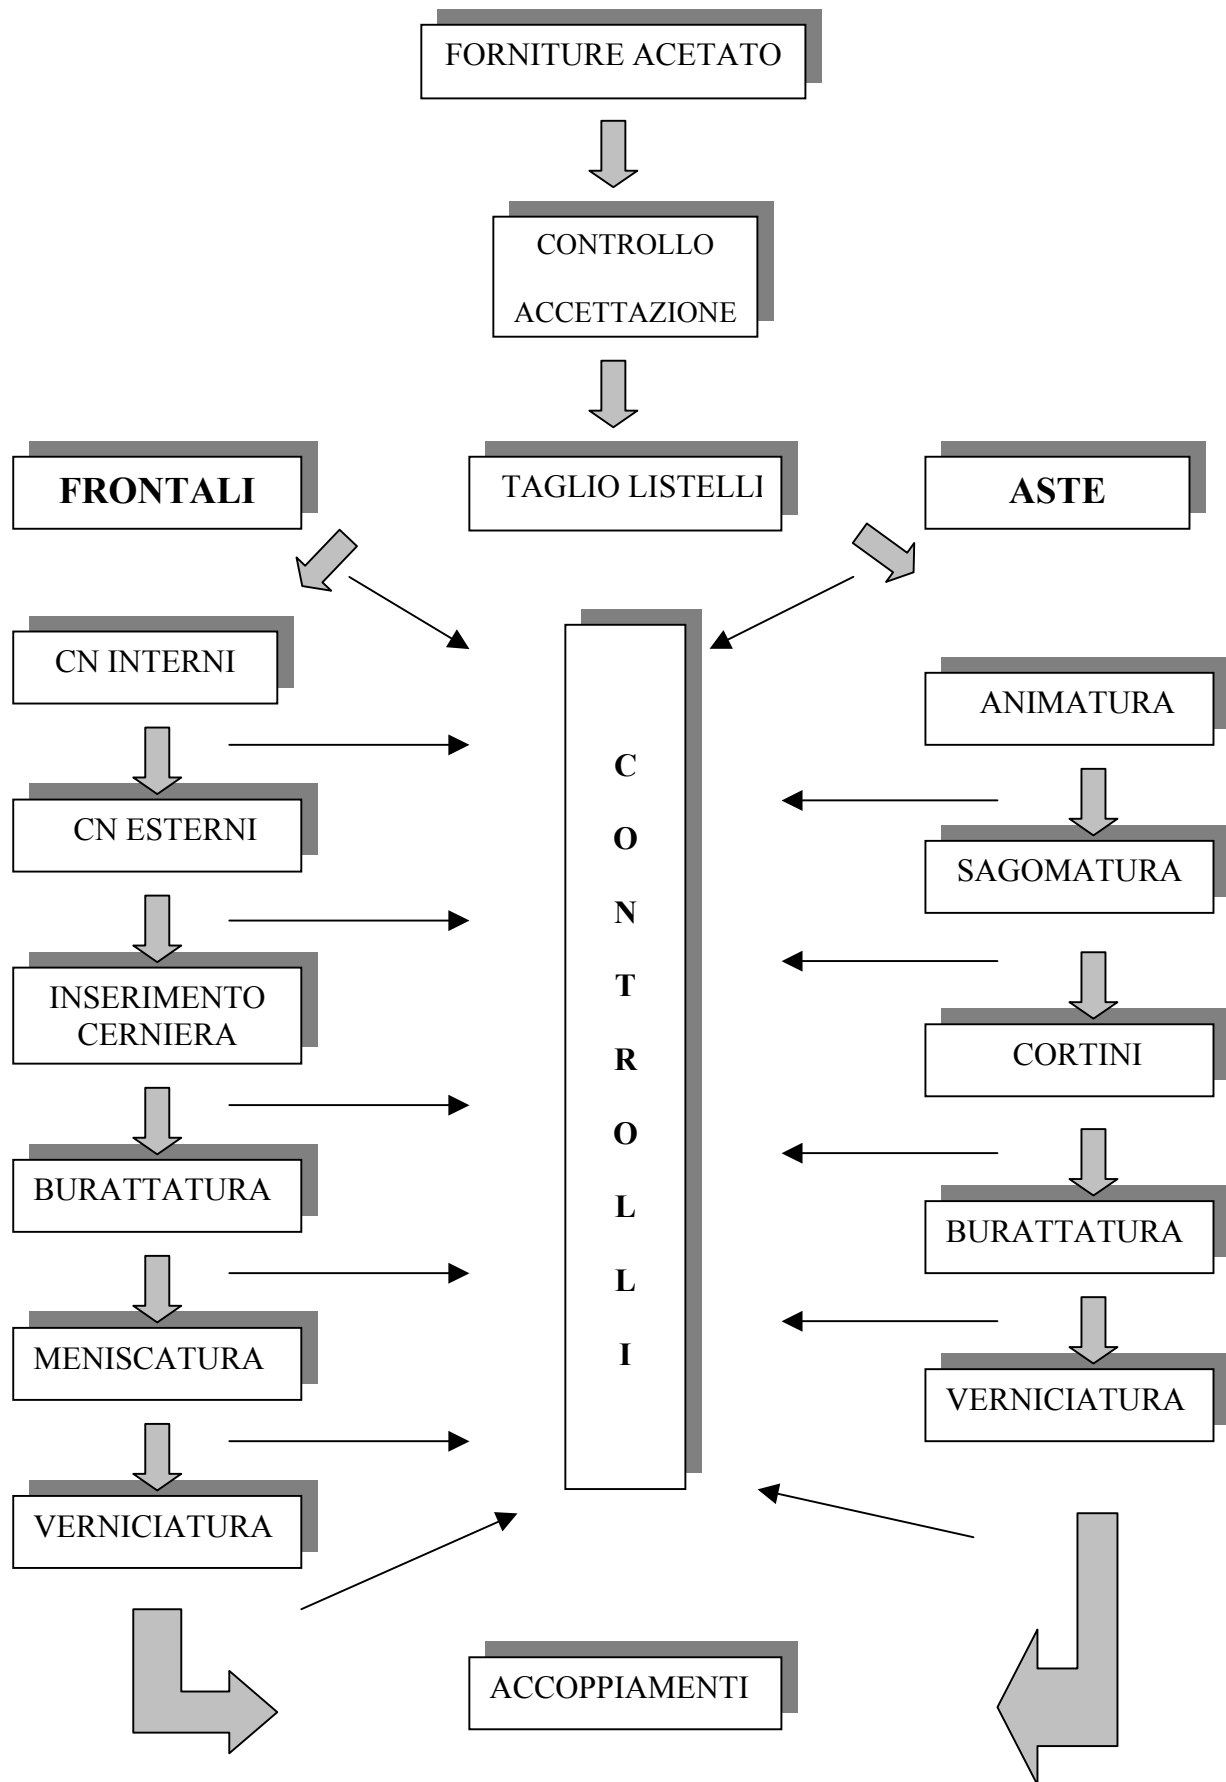 FORNITURE ACETATO
CONTROLLO
ACCETTAZIONE
FRONTALI
TAGLIO LISTELLI
ASTE
CN INTERNI
CN ESTERNI
INSERIMENTO
CERNIERA
BURATTATURA
MENISCATURA
VERNICIATURA
C
O
N
T
R
O
L
L
I
ANIMATURA
SAGOMATURA
CORTINI
BURATTATURA
VERNICIATURA
ACCOPPIAMENTI